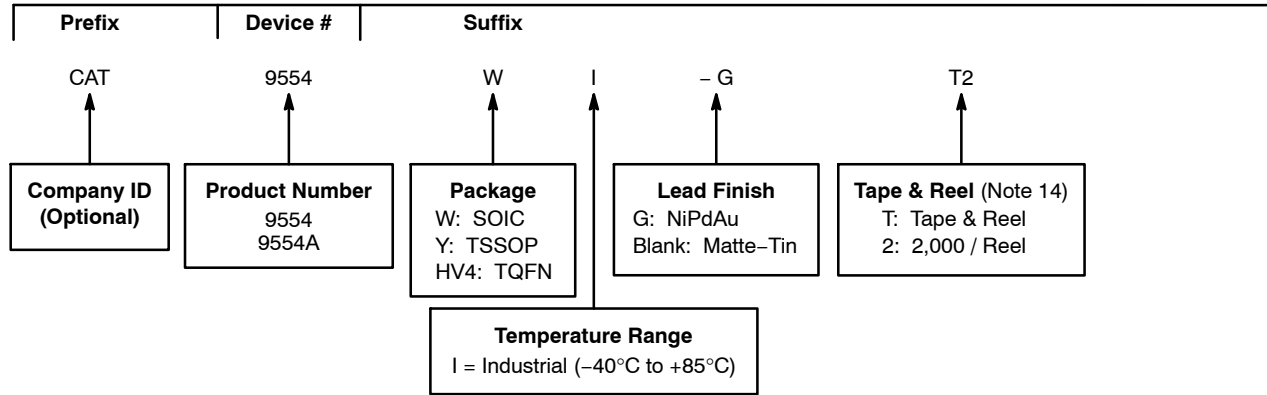 Prefix Device # Suffix
CAT 9554 W I – G T2
Company ID
(Optional)
Product Number
9554
9554A
Package
W: SOIC
Y: TSSOP
HV4: TQFN
Lead Finish
G: NiPdAu
Blank: Matte–Tin
Tape & Reel (Note 14)
T: Tape & Reel
2: 2,000 / Reel
Temperature Range
I = Industrial (–40°C to +85°C)